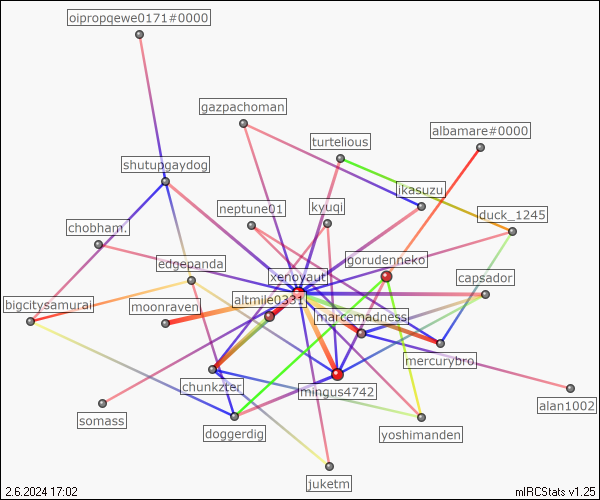 oipropqewe0171#0000
gazpachoman
albamare#0000
turtelious
shutupgaydog
ikasuzu
neptune01
kyuqi
duck_1245
chobham.
gorudenneko
edgepanda
xenoyaut
capsador
bigcitysamurai
moonraven
altmile0331
marcemadness
mercurybro
chunkzter
mingus4742
alan1002
somass
doggerdig
yoshimanden
juketm
2.6.2024 17:02
mIRCStats v1.25